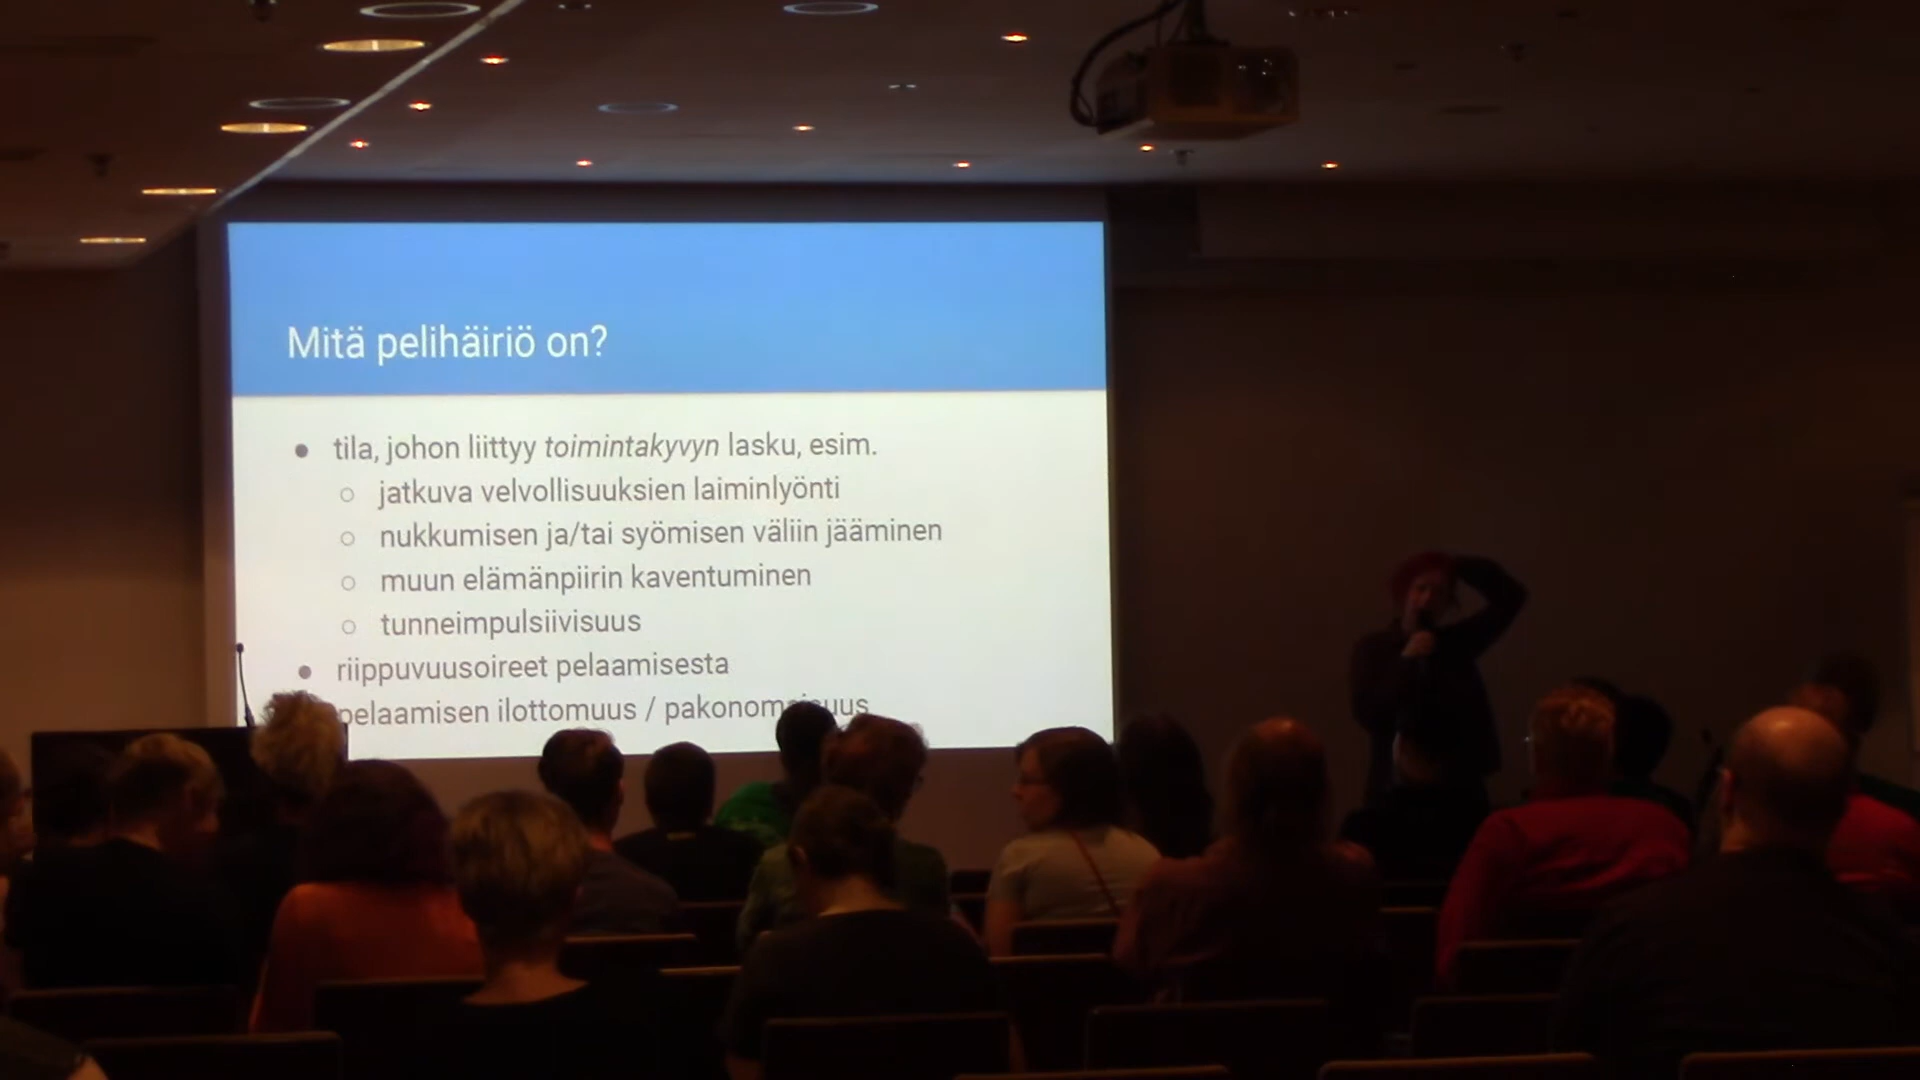 Mitä pelihäiriö on?
tila, johon liittyy toimintakyvyn lasku, esim.
jatkuva velvollisuuksien laiminlyönti
nukkumisen ja/tai syömisen väliin jääminen
muun elämänpiirin kaventuminen
tunneimpulsiivisuus
riippuvuusoireet pelaamisesta
pelaamisen ilottomuus /